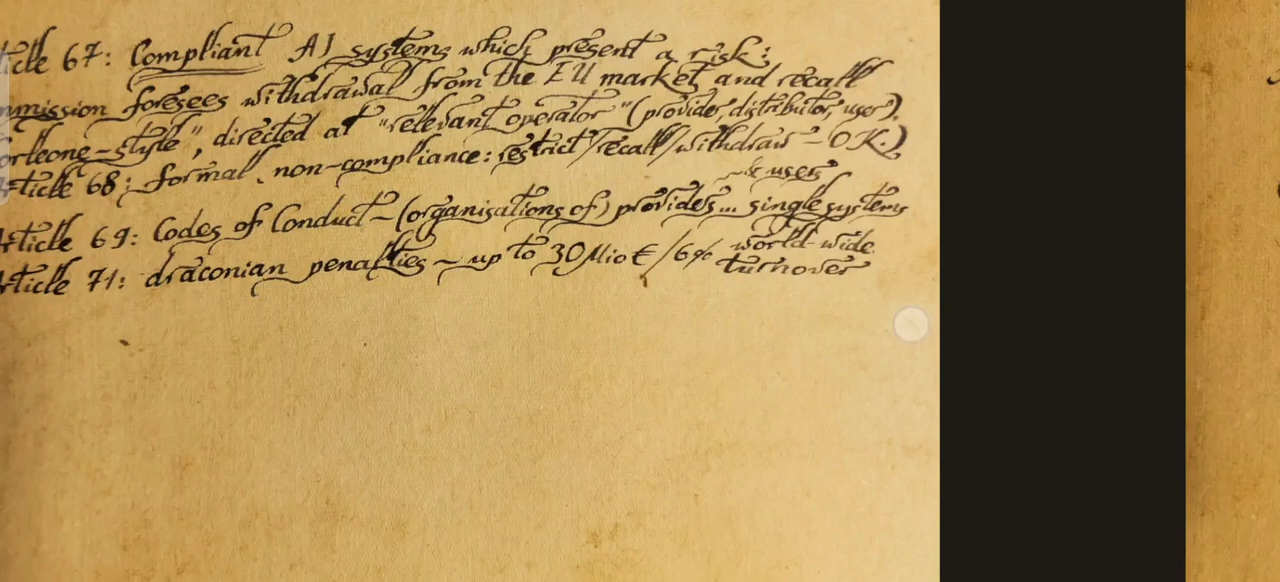 ticle 67: Compliant AI systems which present a risk:
mmission foresees withdrawal from the EU market and recall
orleone-style", directed at "relevant operator" (provider, distributor, user).
ticle 68: formal non-compliance: restrict/recall/withdraw - OK.)
& users
rticle 69: Codes of Conduct - (organisations of) provides... single systems
rticle 71: draconian penalties - up to 30 Mio € / 6% world-wide
turnover